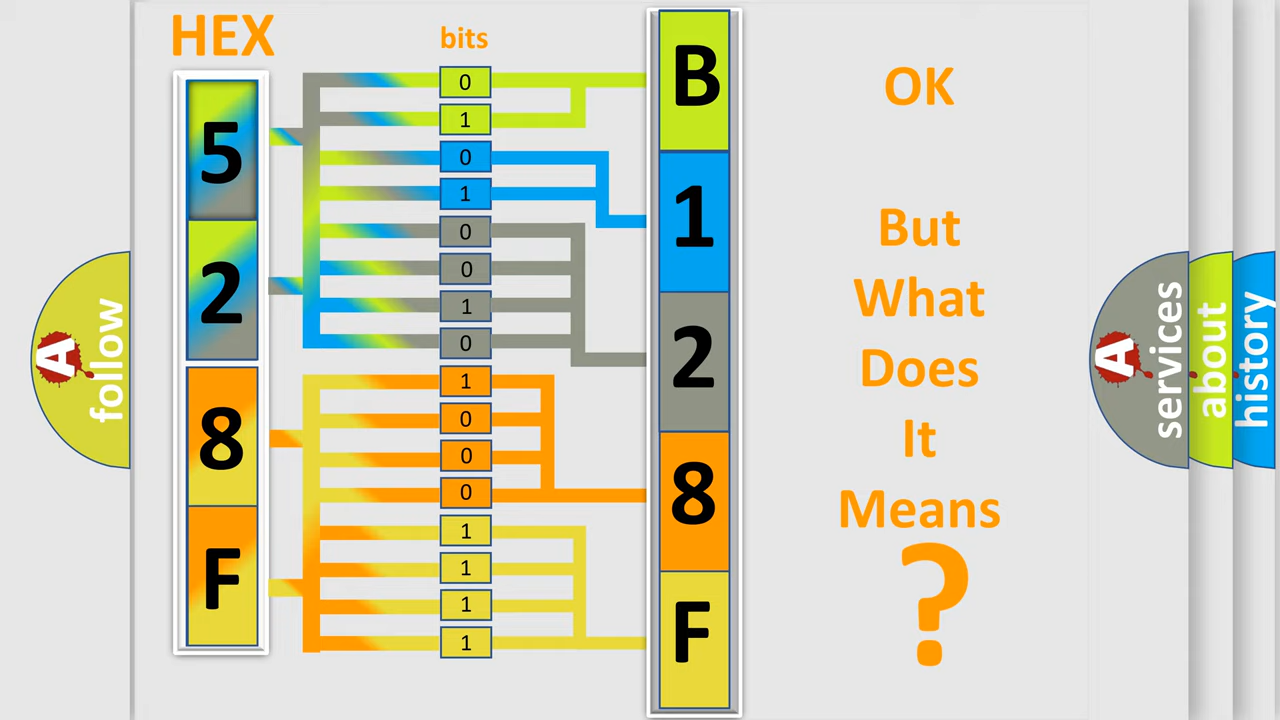 HEX
bits
5
2
8
F
0
1
0
1
0
0
1
0
1
0
0
0
1
1
1
1
B
1
2
8
F
OK
But
What
Does
It
Means
?
A
follow
A
services
about
history